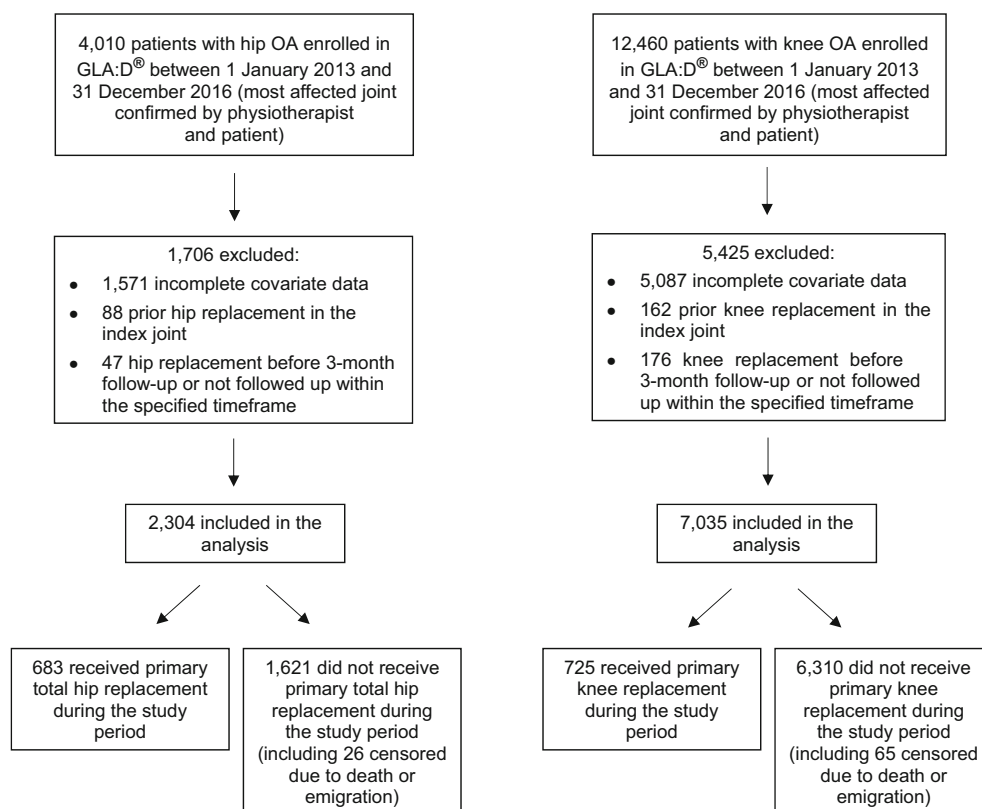 4,010 patients with hip OA enrolled in
GLA:D® between 1 January 2013 and
31 December 2016 (most affected joint
confirmed by physiotherapist
and patient)
1,706 excluded:
● 1,571 incomplete covariate data
● 88 prior hip replacement in the
index joint
● 47 hip replacement before 3-month
follow-up or not followed up within
the specified timeframe
2,304 included in the
analysis
683 received primary
total hip replacement
during the study
period
1,621 did not receive
primary total hip
replacement during
the study period
(including 26 censored
due to death or
emigration)
12,460 patients with knee OA enrolled
in GLA:D® between 1 January 2013
and 31 December 2016 (most affected
joint confirmed by physiotherapist
and patient)
5,425 excluded:
● 5,087 incomplete covariate data
● 162 prior knee replacement in the
index joint
● 176 knee replacement before
3-month follow-up or not followed
up within the specified timeframe
7,035 included in the
analysis
725 received primary
knee replacement
during the study
period
6,310 did not receive
primary knee
replacement during
the study period
(including 65 censored
due to death or
emigration)